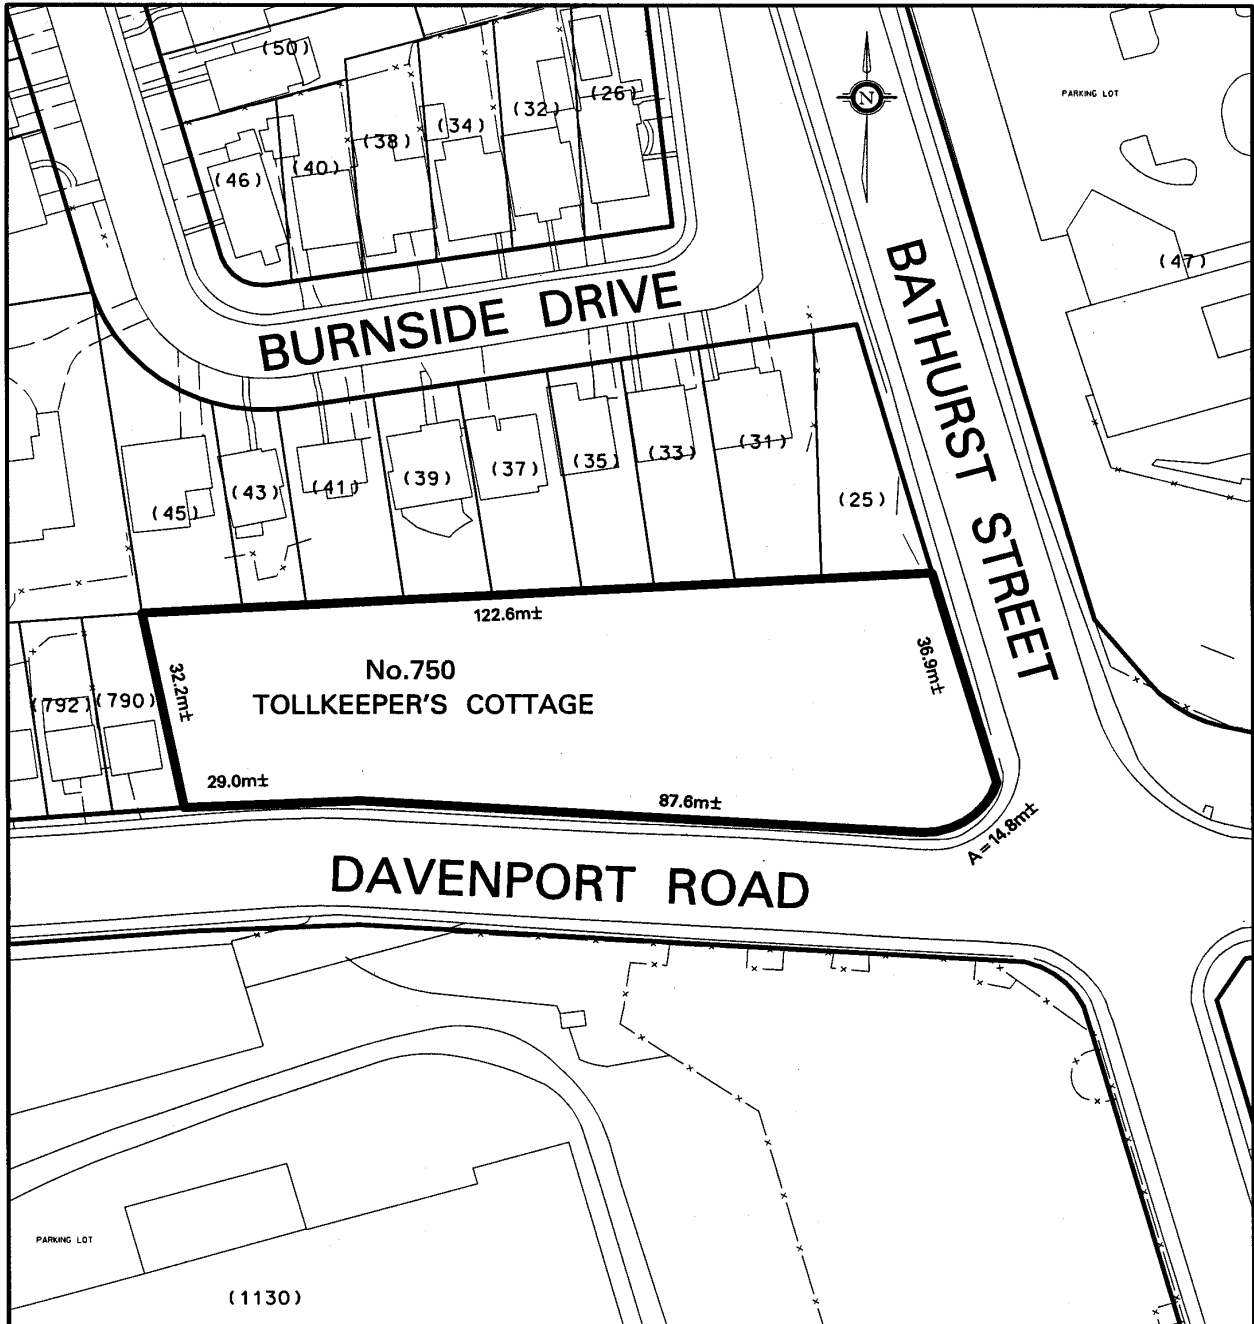 (50)
(26)
PARKING LOT
N
(32)
(34)
(38)
(40)
(46)
(47)
BURNSIDE DRIVE
BATHURST STREET
(31)
(33)
(35)
(37)
(39)
(41)
(43)
(45)
(25)
122.6m±
36.9m±
32.2m±
No.750
TOLLKEEPER'S COTTAGE
(792)
(790)
29.0m±
87.6m±
A=14.8m±
DAVENPORT ROAD
PARKING LOT
(1130)